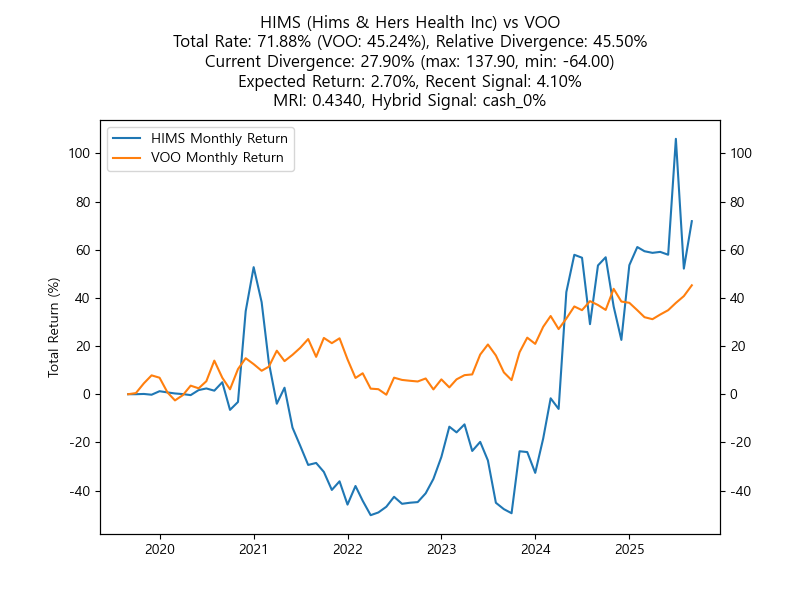 HIMS (Hims & Hers Health Inc) vs VOO
Total Rate: 71.88% (VOO: 45.24%), Relative Divergence: 45.50%
Current Divergence: 27.90% (max: 137.90, min: -64.00)
Expected Return: 2.70%, Recent Signal: 4.10%
MRI: 0.4340, Hybrid Signal: cash_0%
HIMS Monthly Return
VOO Monthly Return
100 100
80 80
60 60
40 40
20 20
0 0
-20 -20
-40 -40
Total Return (%)
2020 2021 2022 2023 2024 2025